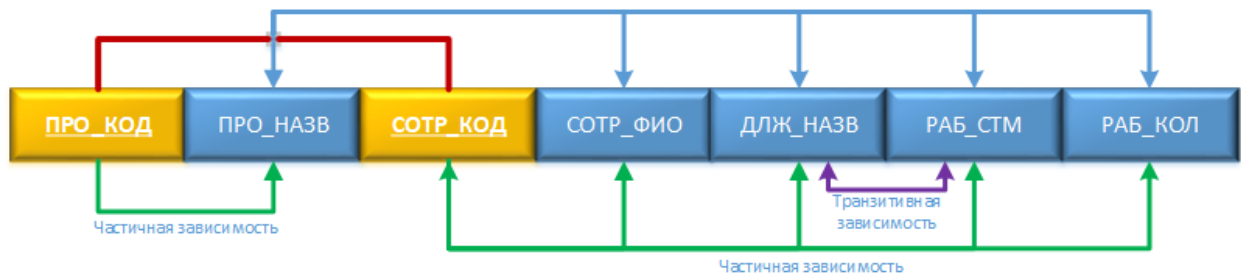 ПРО_КОД ПРО_НАЗВ СОТР_КОД СОТР_ФИО ДЛЖ_НАЗВ РАБ_СТМ РАБ_КОЛ
Частичная зависимость
Транзитивная
зависимость
Частичная зависимость